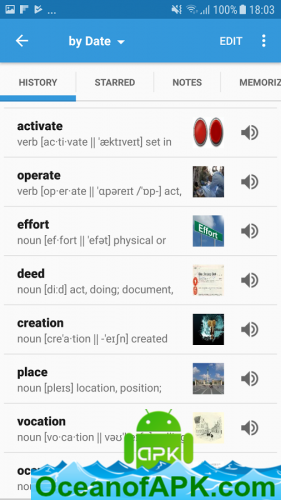 18:03
by Date
EDIT
HISTORY STARRED NOTES MEMORIZ
activate
verb [ac·ti·vate || 'æktɪveɪt] set in
operate
verb [op·er·ate || 'ɑpəreɪt /'ɒp-] act,
effort
noun [ef·fort || 'efət] physical or
Effort
deed
noun [diːd] act, doing; document,
creation
noun [cre'a·tion || -'eɪʃn] created
place
noun [pleɪs] location, position;
vocation
noun [vo·ca·tion || vəʊ'
APK
OceanofAPK.com